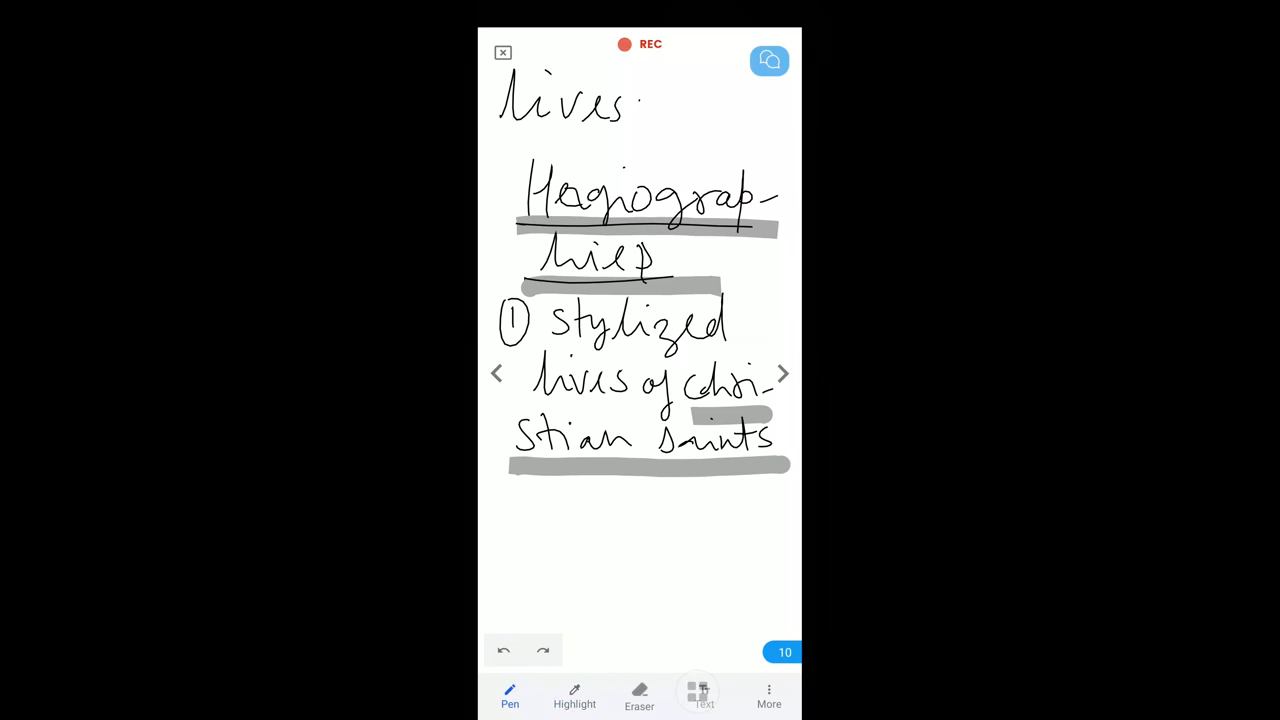 REC
lives.
Hagiograp-
hies
① stylized
lives of chri-
stian saints
10
Pen
Highlight
Eraser
Text
More